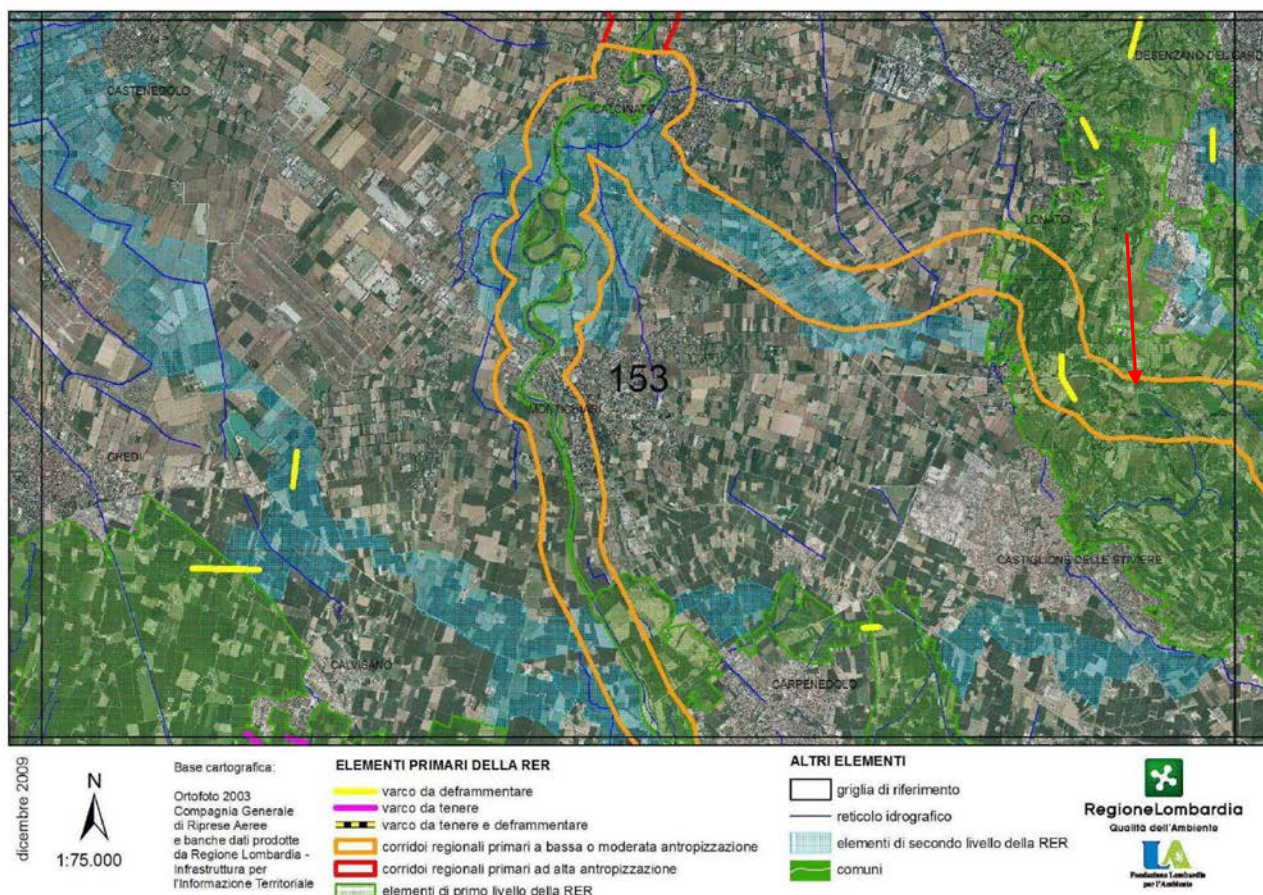 DESENZANO DEL GARD
CASTENEDOLO
CALCINATO
LONATO
153
MONTICHIARI
GHEDI
CASTIGLIONE DELLE STIVIERE
CALVISANO
CARPENEDOLO
dicembre 2009
N
1:75.000
Base cartografica:
Ortofoto 2003
Compagnia Generale
di Riprese Aeree
e banche dati prodotte
da Regione Lombardia -
Infrastruttura per
l'Informazione Territoriale
ELEMENTI PRIMARI DELLA RER
varco da deframmentare
varco da tenere
varco da tenere e deframmentare
corridoi regionali primari a bassa o moderata antropizzazione
corridoi regionali primari ad alta antropizzazione
elementi di primo livello della RER
ALTRI ELEMENTI
griglia di riferimento
reticolo idrografico
elementi di secondo livello della RER
comuni
RegioneLombardia
Qualità dell'Ambiente
Fondazione Lombardia
per l'Ambiente